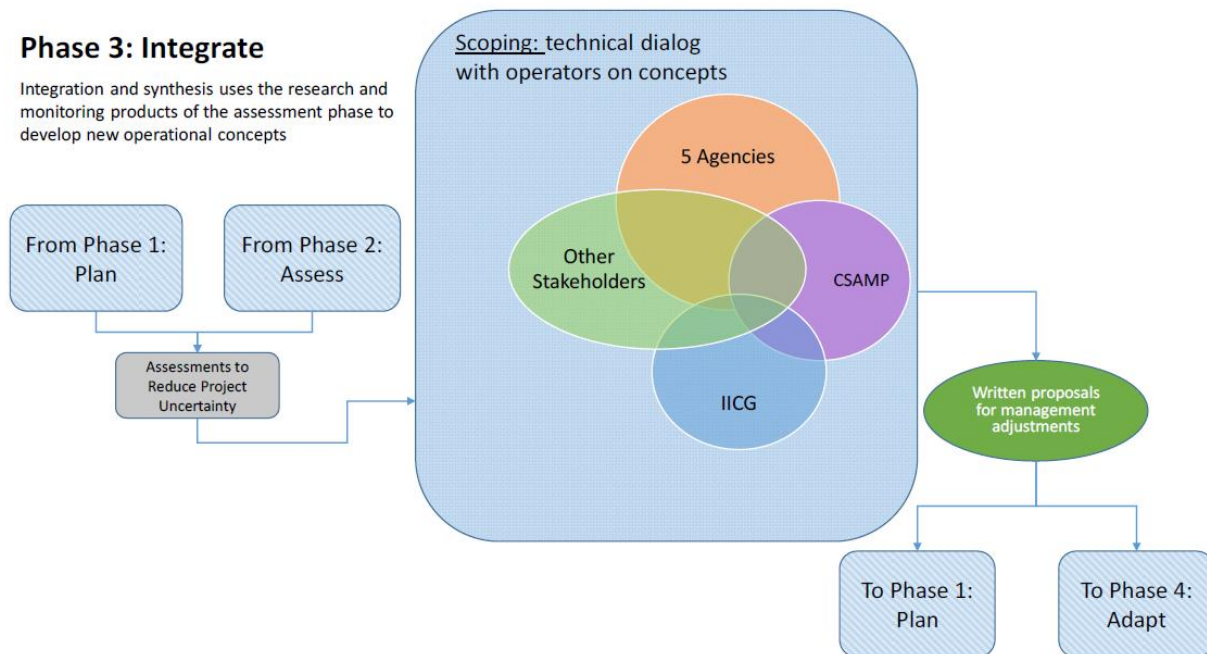 Phase 3: Integrate
Integration and synthesis uses the research and
monitoring products of the assessment phase to
develop new operational concepts
Scoping: technical dialog
with operators on concepts
5 Agencies
Other
Stakeholders
CSAMP
IICG
From Phase 1:
Plan
From Phase 2:
Assess
Assessments to
Reduce Project
Uncertainty
Written proposals
for management
adjustments
To Phase 1:
Plan
To Phase 4:
Adapt